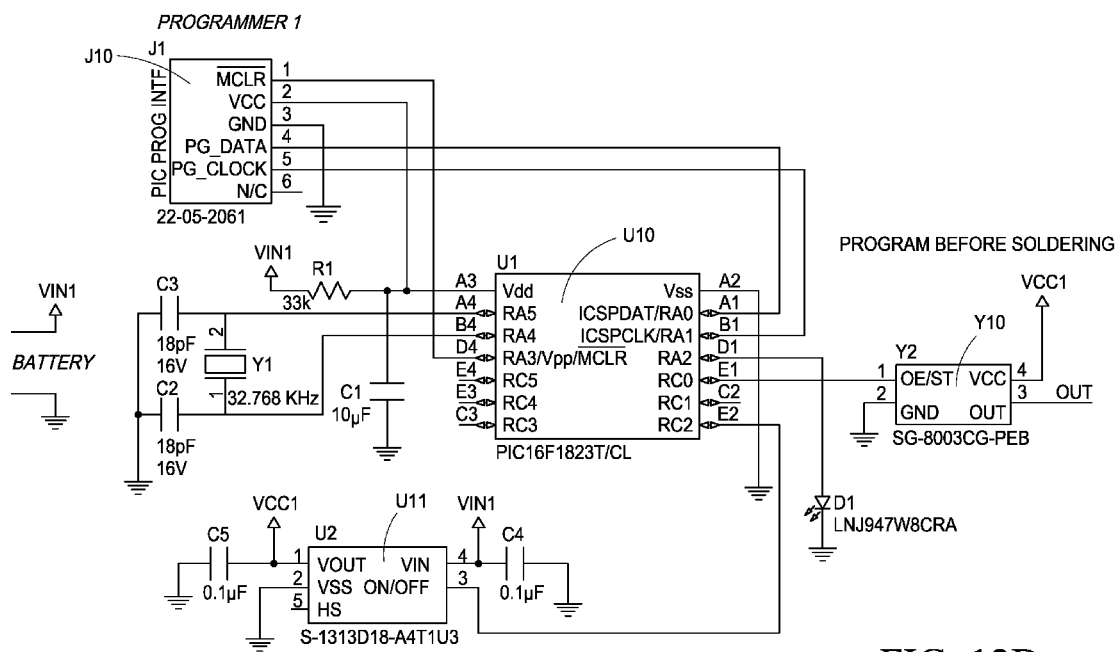 PROGRAMMER 1
J1
J10
PIC PROG INTF
MCLR 1
VCC 2
GND 3
PG_DATA 4
PG_CLOCK 5
N/C 6
22-05-2061
U10
PROGRAM BEFORE SOLDERING
VIN1
R1
33k
U1
A3 Vdd
A4 RA5
B4 RA4
D4 RA3/Vpp/MCLR
E4 RC5
E3 RC4
C3 RC3
Vss A2
ICSPDAT/RA0 A1
ICSPCLK/RA1 B1
RA2 D1
RC0 E1
RC1 C2
RC2 E2
PIC16F1823T/CL
VCC1
Y10
Y2
1 OE/ST VCC 4
2 GND OUT 3
OUT
SG-8003CG-PEB
VIN1
BATTERY
C3
18pF
16V
2
Y1
1
32.768 KHz
C2
18pF
16V
C1
10µF
D1
LNJ947W8CRA
VCC1
U11
VIN1
C5
0.1µF
U2
1 VOUT VIN 4
2 VSS ON/OFF 3
5 HS
S-1313D18-A4T1U3
C4
0.1µF